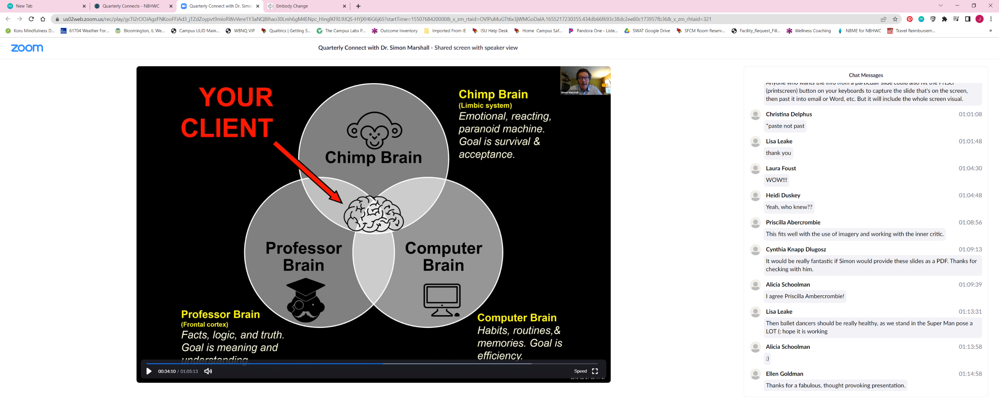 New Tab
Quarterly Connects - NBHWC
Quarterly Connect with Dr. Simon
Embody Change
us02web.zoom.us/rec/play/gcTI2rOOJAgzFNKooFFiAd3_jTZdZoypvt9mioRWvVere1Y3aNQBlhao30Lmh6gM4ENpc_HinglKFl0.9JQS-HYjXH6G6j6S?startTime=1550768420000&_x_zm_rtaid=OVlPuMuGTt6x3jWMGoDalA.1655217230355.434db66f693c38dc2ee80c173957fb36&_x_zm_rhtaid=321
Koru Mindfulness D...
61704 Weather For...
Bloomington, IL We...
Campus ULID Main...
WBNQ VIP
Qualtrics | Getting S...
The Campus Labs P...
Outcome Inventory
Imported From IE
ISU Help Desk
Home Campus Saf...
Pandora One - Liste...
SWAT Google Drive
SFCM Room Reserv...
Facility_Request_Fill...
Wellness Coaching
NBME for NBHWC
Travel Reimbursem...
zoom
Quarterly Connect with Dr. Simon Marshall - Shared screen with speaker view
YOUR
CLIENT
Chimp Brain
Chimp Brain
(Limbic system)
Emotional, reacting,
paranoid machine.
Goal is survival &
acceptance.
Simon Marshall
Professor
Brain
Computer
Brain
Professor Brain
(Frontal cortex)
Facts, logic, and truth.
Goal is meaning and
understanding.
Computer Brain
Habits, routines,&
memories. Goal is
efficiency.
00:34:10 / 01:05:13
Speed
Chat Messages
Anyone who wants the info from a particualr slide could also hit the PrtScr
(printscreen) button on your keyboards to capture the slide that's on the screen,
then past it into email or Word, etc. But it will include the whole screen visual.
Christina Delphus 01:01:08
*paste not past
Lisa Leake 01:01:48
thank you
Laura Foust 01:04:30
WOW!!!
Heidi Duskey 01:04:48
Yeah, who knew??
Priscilla Abercrombie 01:08:56
This fits well with the use of imagery and working with the inner critic.
Cynthia Knapp Dlugosz 01:09:13
It would be really fantastic if Simon would provide these slides as a PDF. Thanks for
checking with him.
Alicia Schoolman 01:09:39
I agree Priscilla Ambercrombie!
Lisa Leake 01:13:31
Then ballet dancers should be really healthy, as we stand in the Super Man pose a
LOT (: hope it is working
Alicia Schoolman 01:13:58
:)
Ellen Goldman 01:14:58
Thanks for a fabulous, thought provoking presentation.